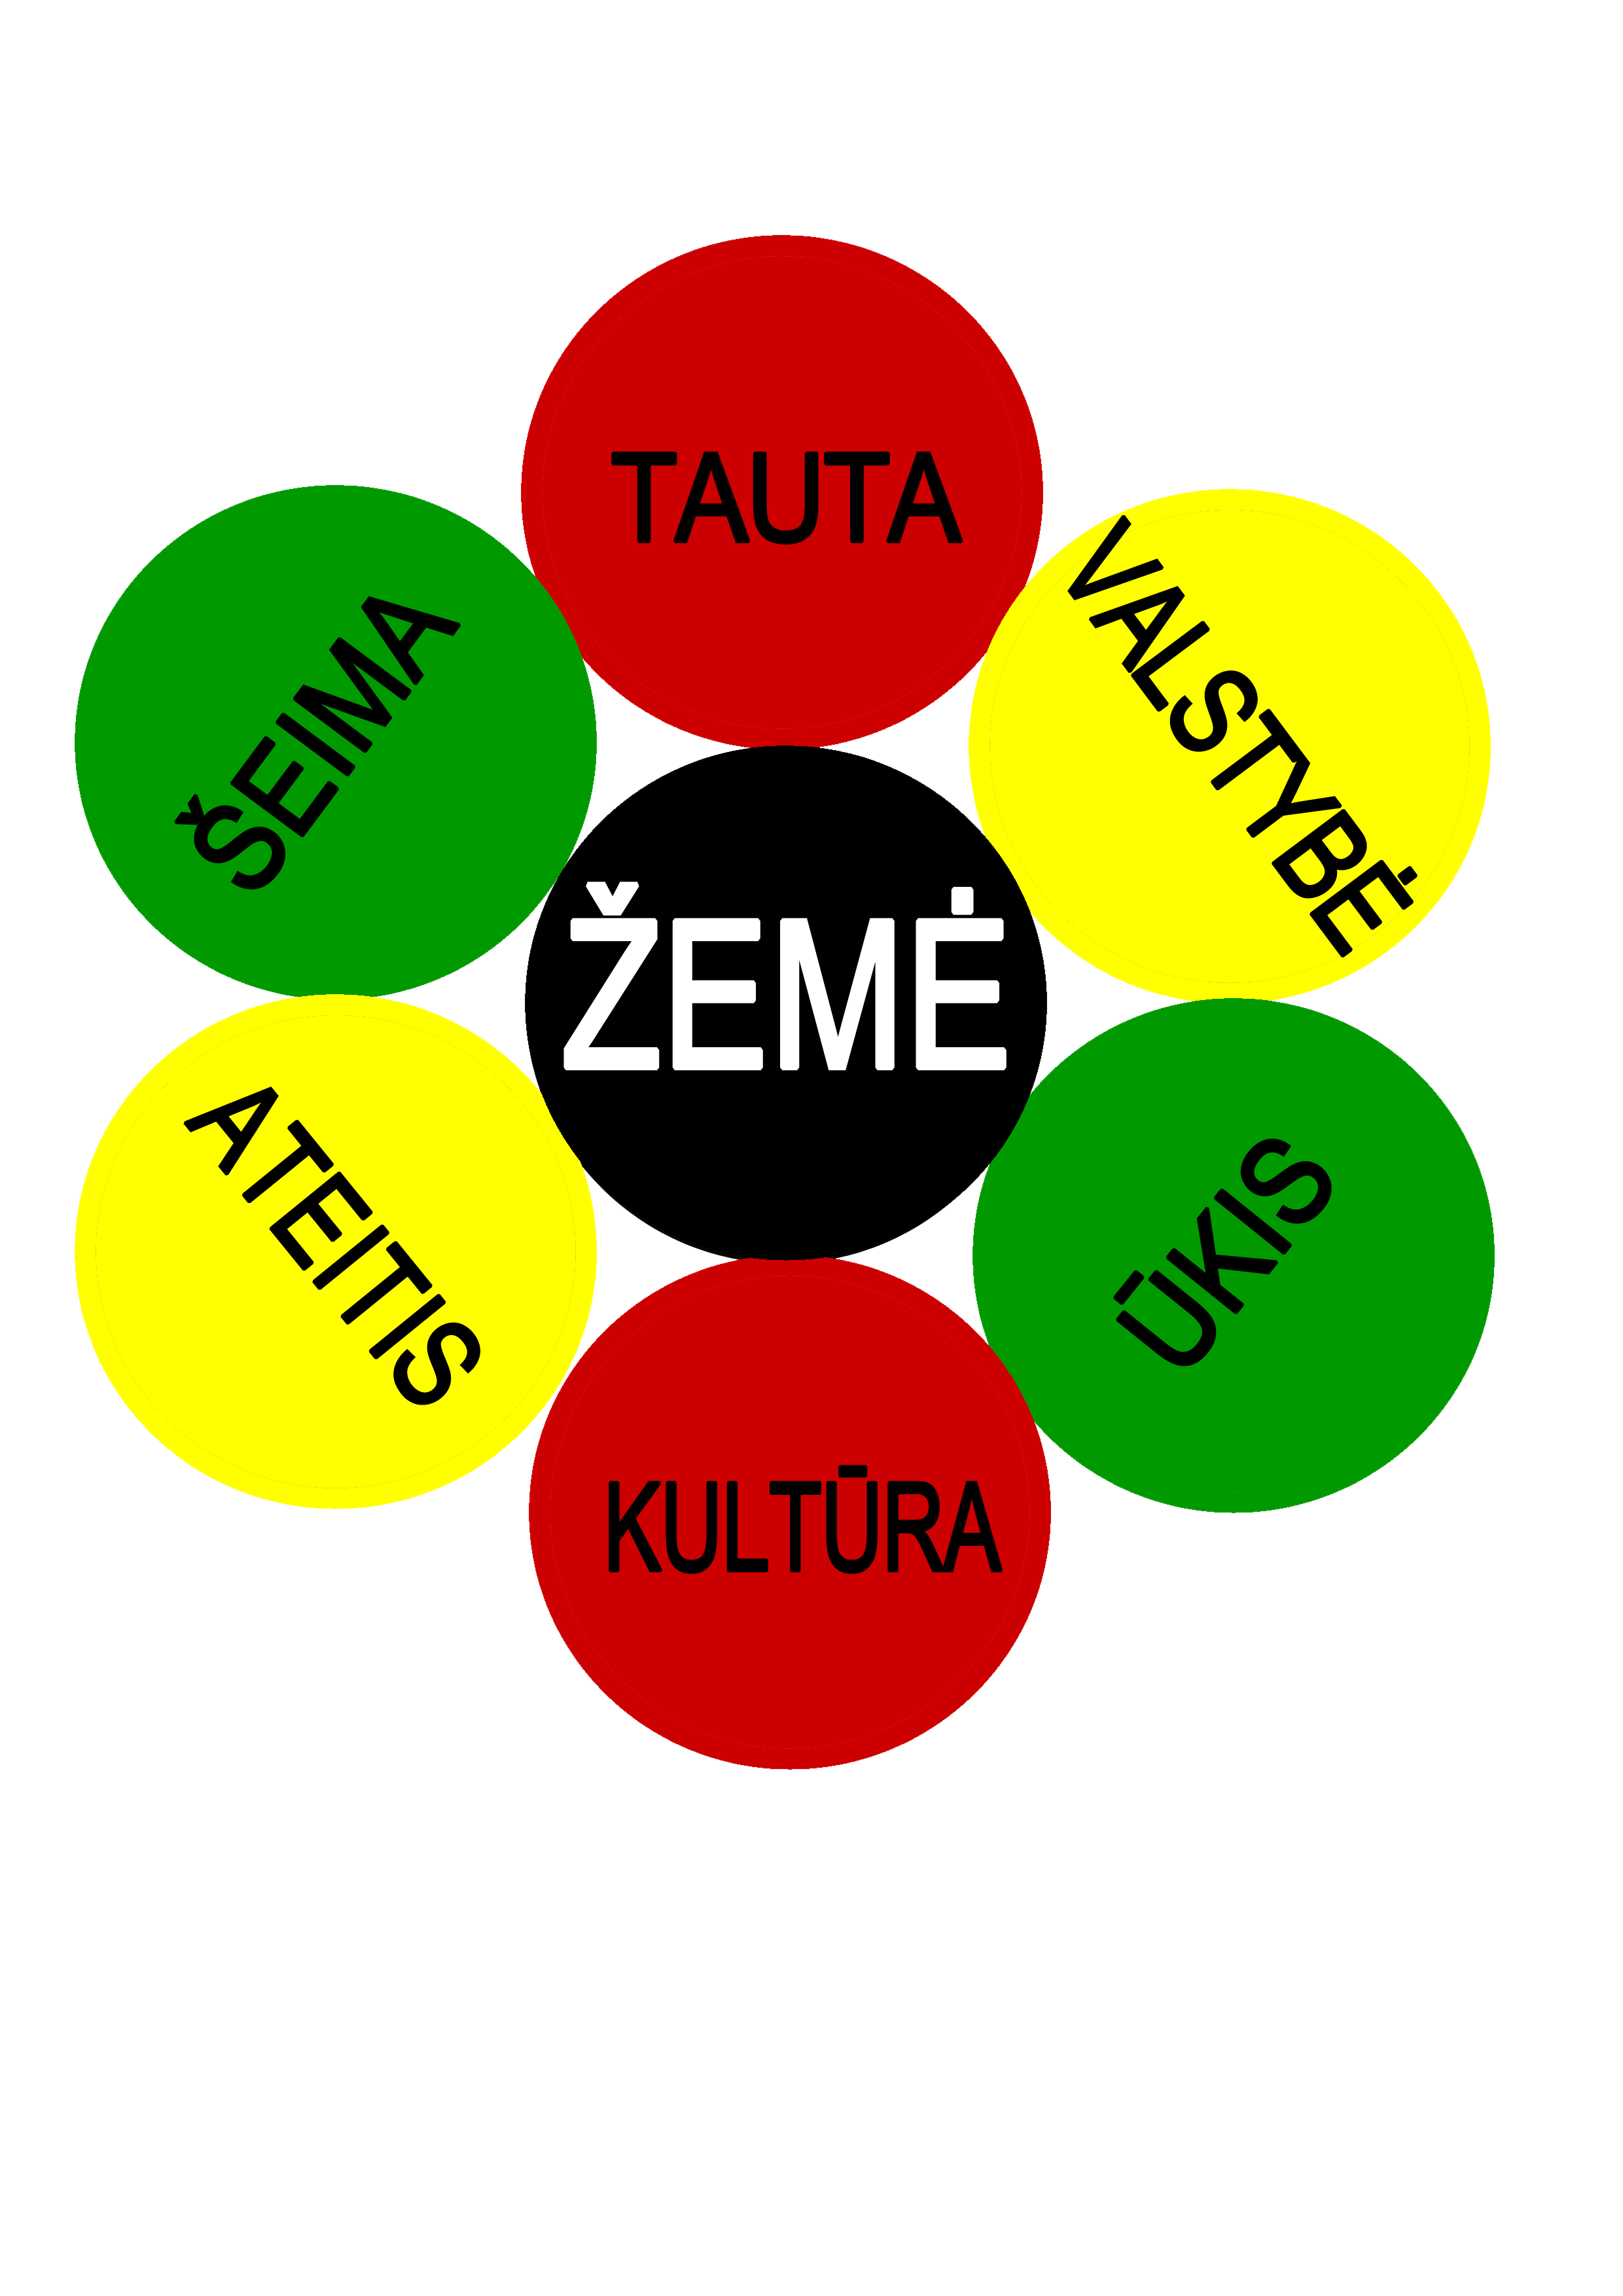 TAUTA
ŠEIMA
VALSTYBĖ
ŽEMĖ
ATEITIS
ŪKIS
KULTŪRA